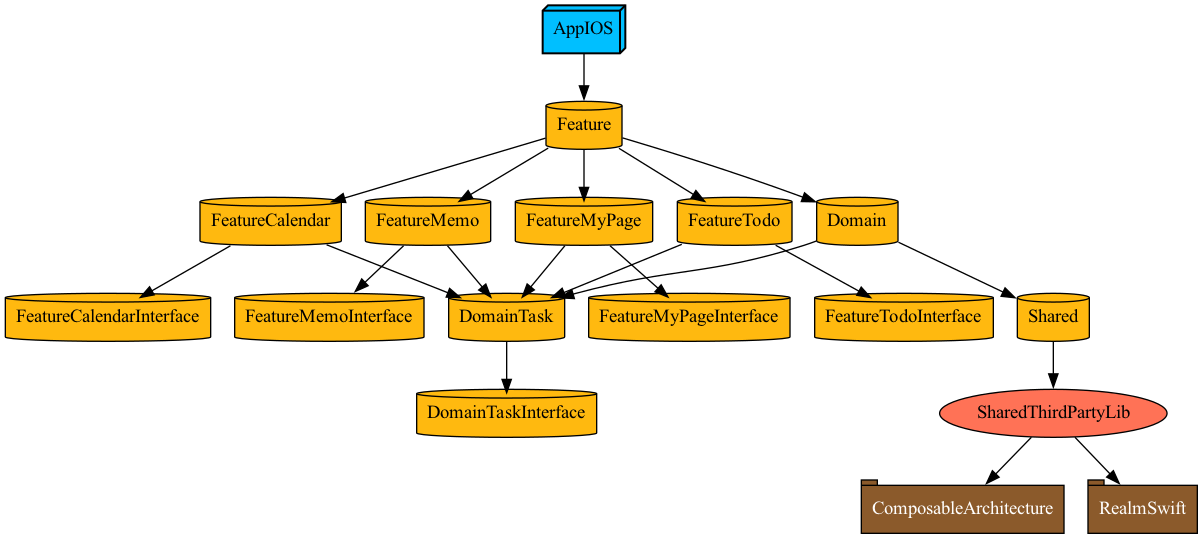 AppIOS
Feature
FeatureCalendar
FeatureMemo
FeatureMyPage
FeatureTodo
Domain
FeatureCalendarInterface
FeatureMemoInterface
DomainTask
FeatureMyPageInterface
FeatureTodoInterface
Shared
DomainTaskInterface
SharedThirdPartyLib
ComposableArchitecture
RealmSwift